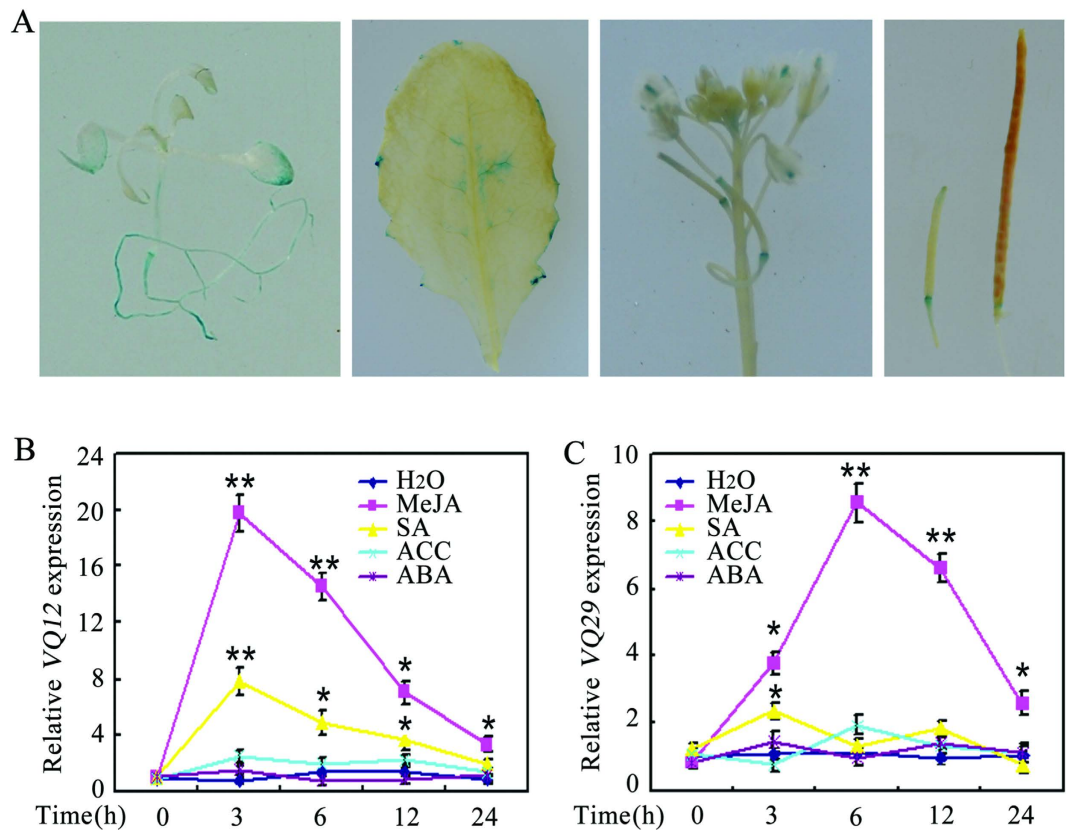 A
B
Relative VQ12 expression
24
20
16
12
8
4
0
H2O
MeJA
SA
ACC
ABA
**
**
*
*
**
*
*
Time(h) 0 3 6 12 24
C
Relative VQ29 expression
10
8
6
4
2
0
H2O
MeJA
SA
ACC
ABA
*
**
**
*
*
Time(h) 0 3 6 12 24